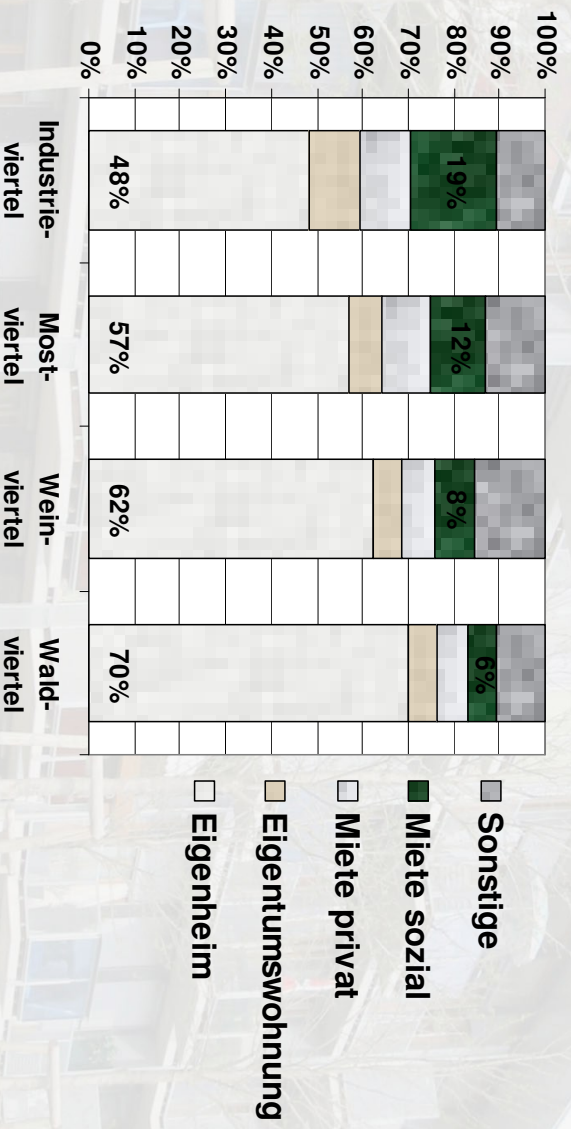 100%
90%
80%
70%
60%
50%
40%
30%
20%
10%
0%
19%
12%
8%
6%
48%
57%
62%
70%
Industrie-
viertel
Most-
viertel
Wein-
viertel
Wald-
viertel
Sonstige
Miete sozial
Miete privat
Eigentumswohnung
Eigenheim